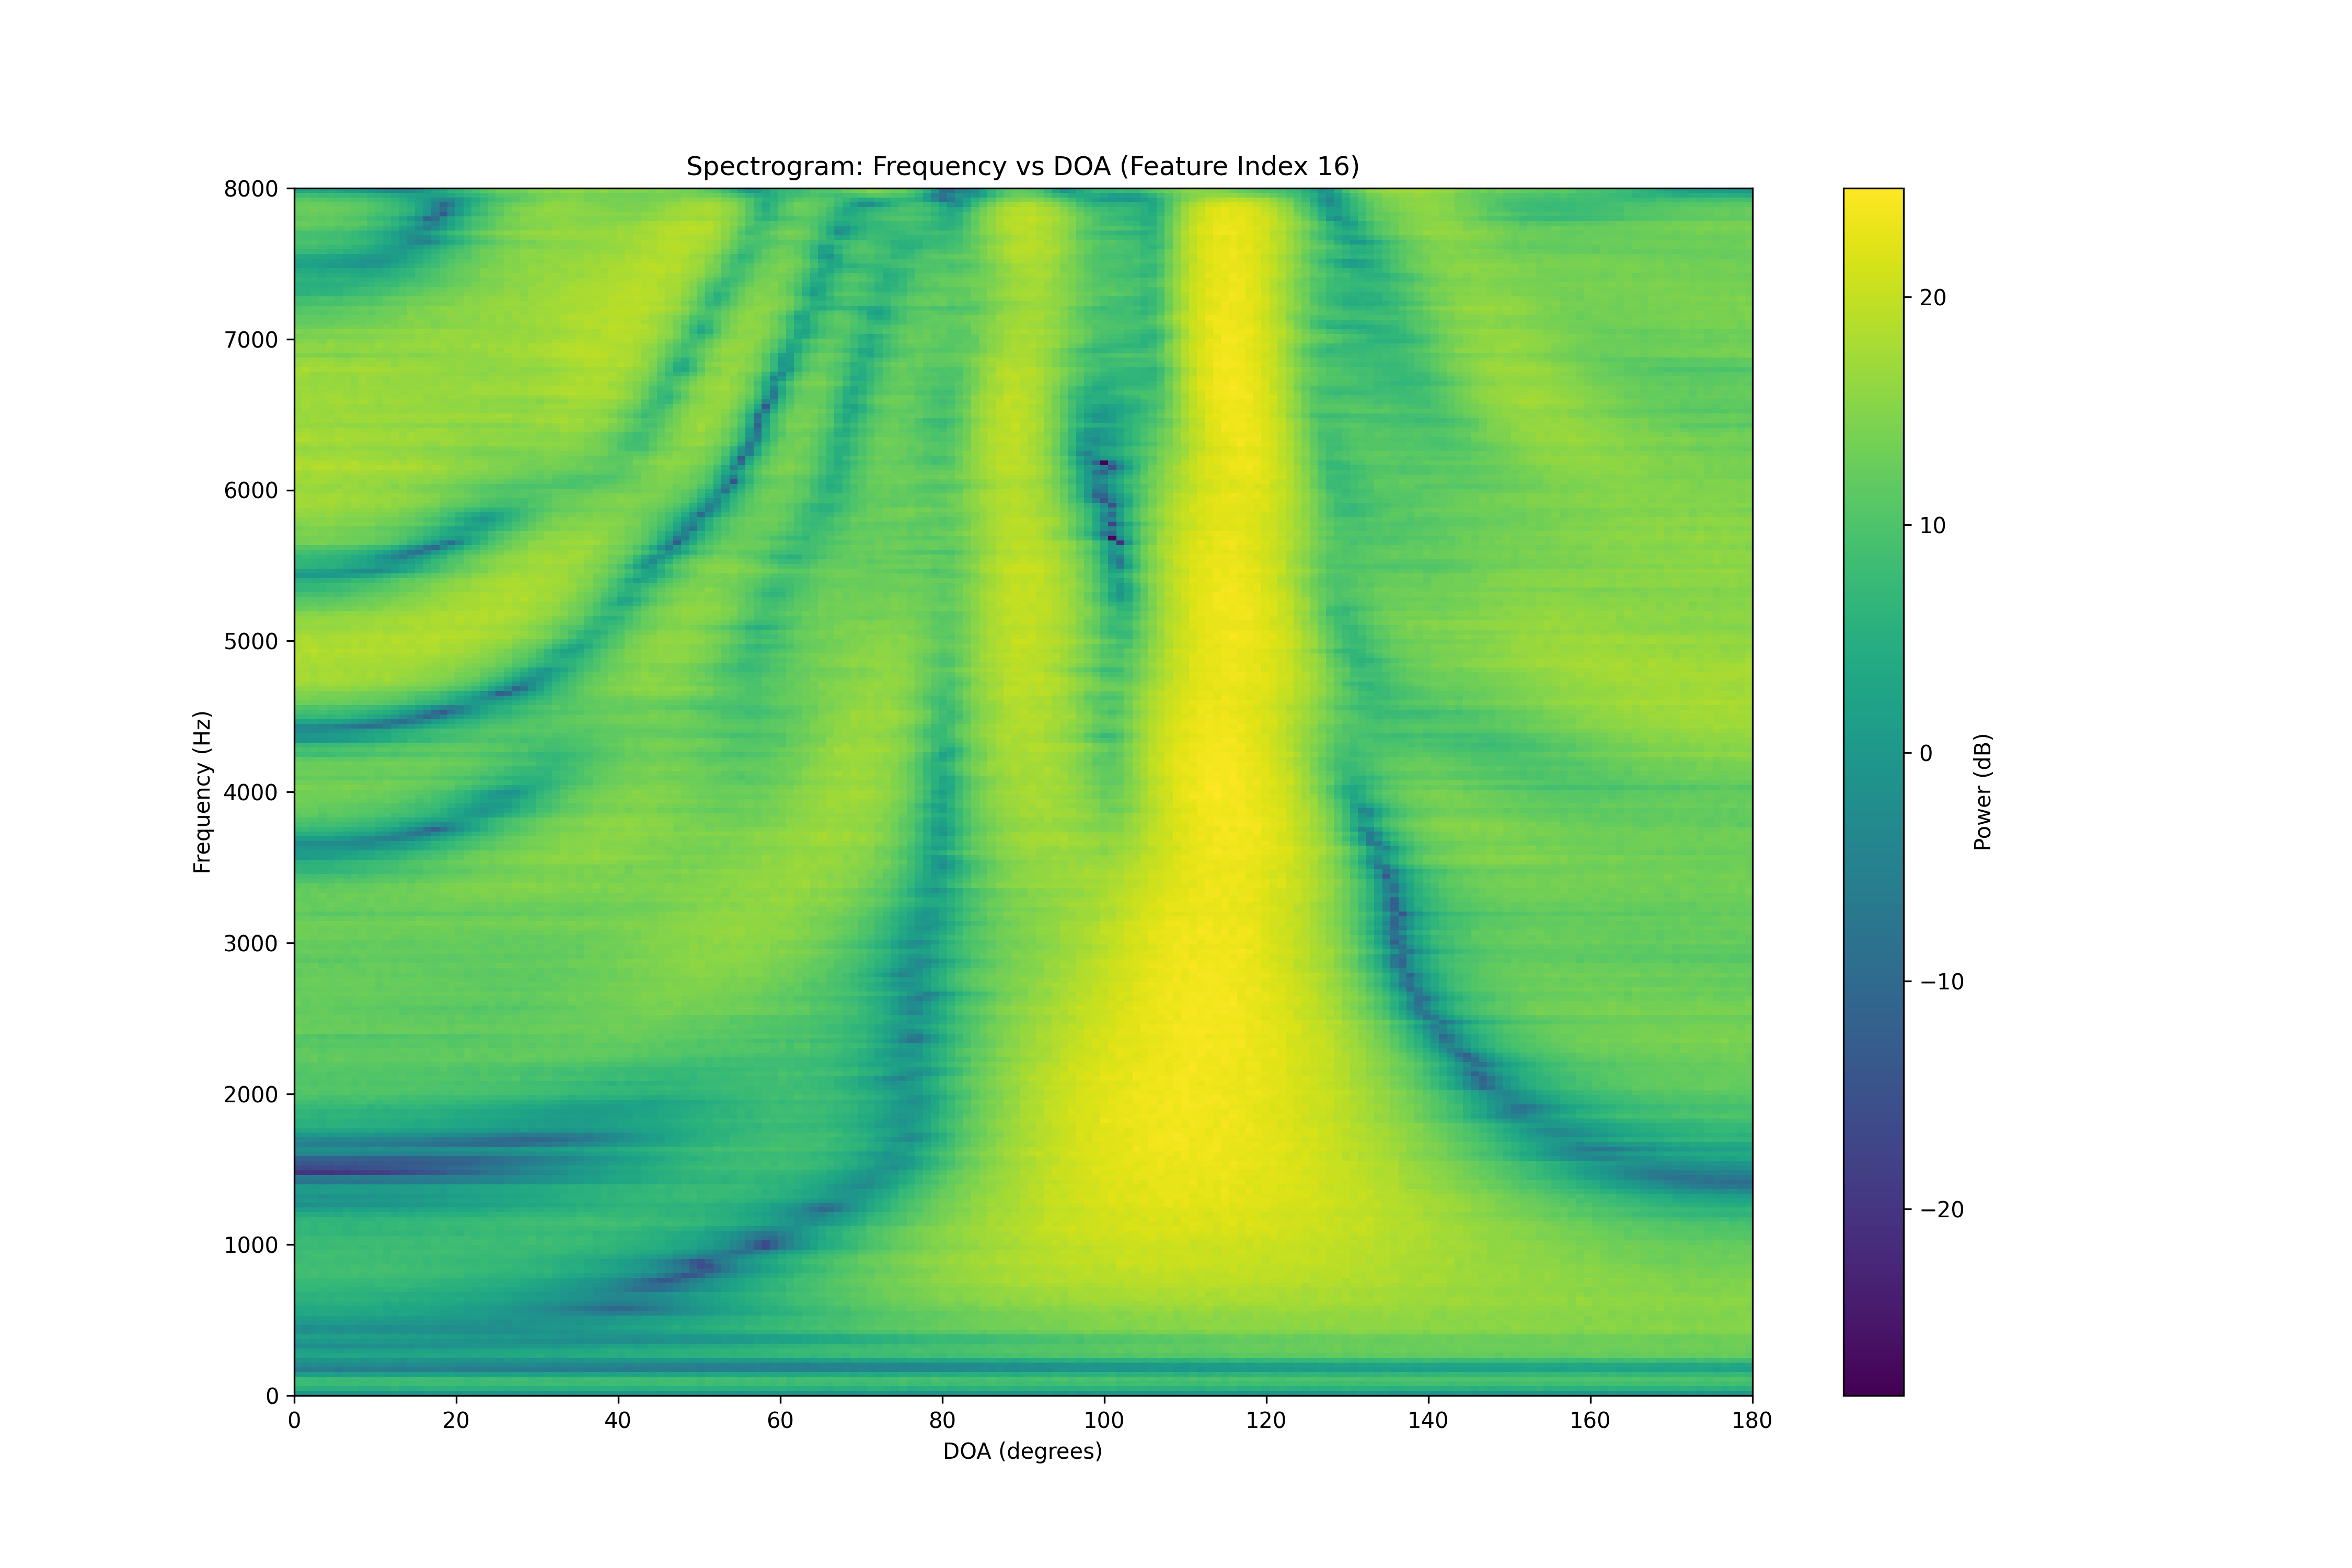 Spectrogram: Frequency vs DOA (Feature Index 16)
Frequency (Hz)
8000
7000
6000
5000
4000
3000
2000
1000
0
0 20 40 60 80 100 120 140 160 180
DOA (degrees)
20
10
0
−10
−20
Power (dB)